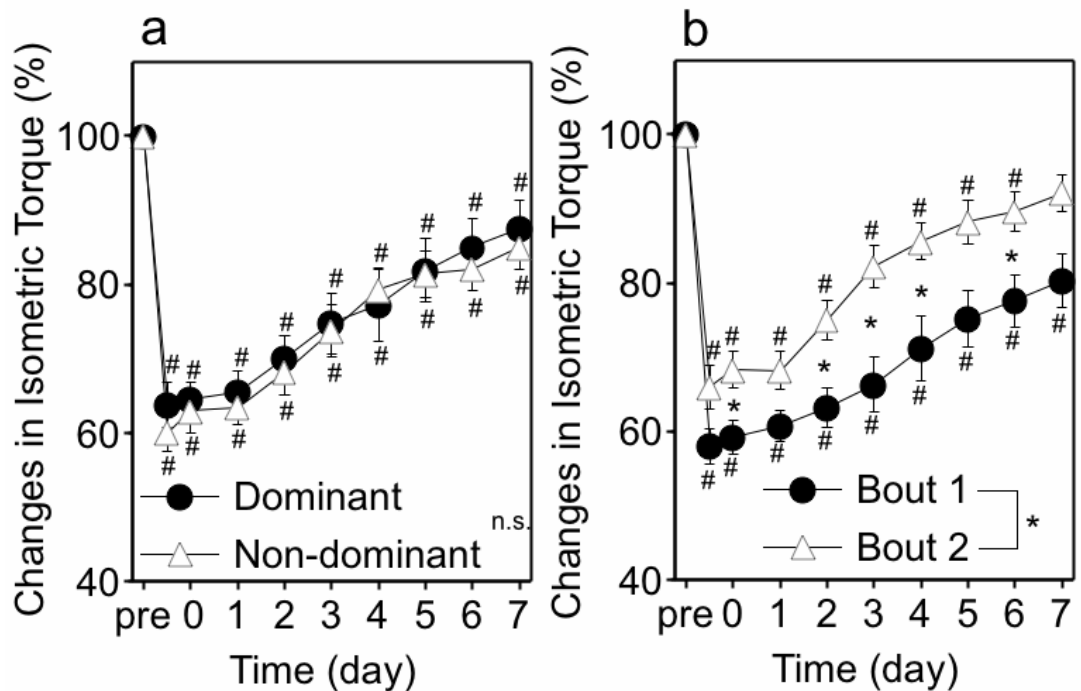 a
Changes in Isometric Torque (%)
100
80
60
40
# # # # # # # # #
# # # # # # # # #
Dominant
Non-dominant
n.s.
pre 0 1 2 3 4 5 6 7
Time (day)
b
Changes in Isometric Torque (%)
100
80
60
40
# # # # # # # #
* * * * *
# # # # # # # #
Bout 1
Bout 2
*
pre 0 1 2 3 4 5 6 7
Time (day)